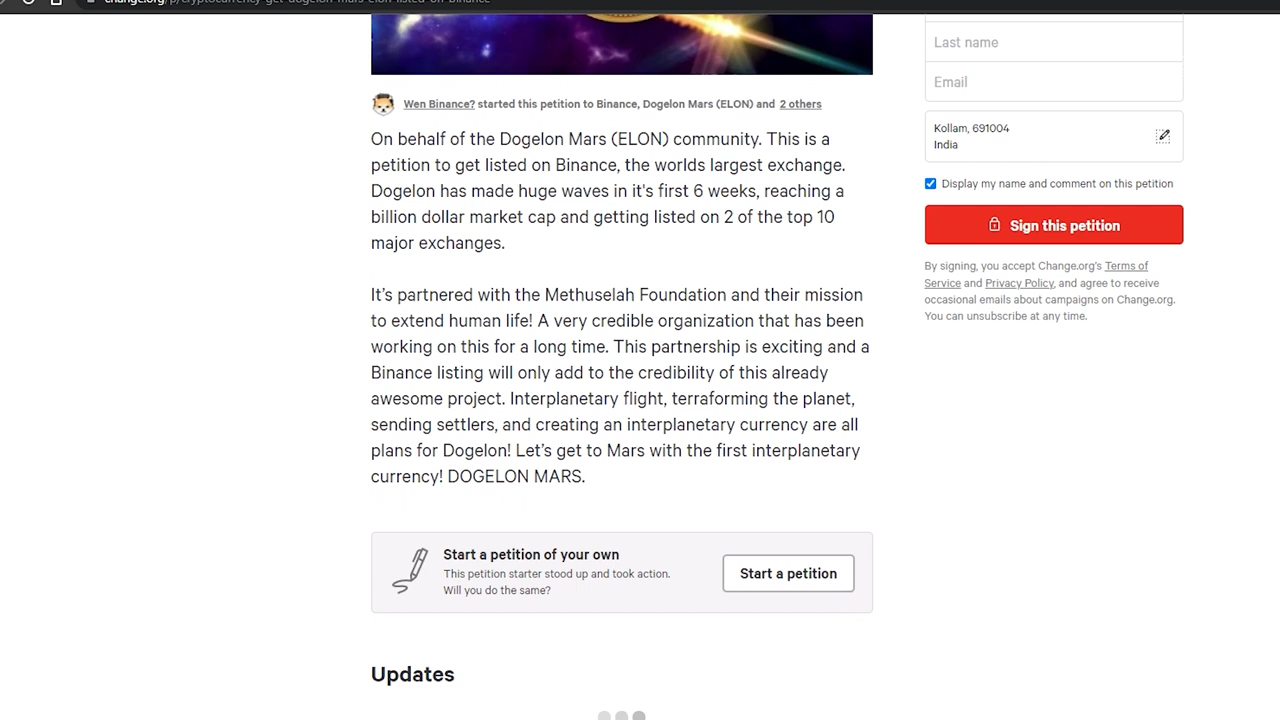 change.org/p/cryptocurrency-get-dogelon-mars-elon-listed-on-binance
Wen Binance? started this petition to Binance, Dogelon Mars (ELON) and 2 others
On behalf of the Dogelon Mars (ELON) community. This is a
petition to get listed on Binance, the worlds largest exchange.
Dogelon has made huge waves in it's first 6 weeks, reaching a
billion dollar market cap and getting listed on 2 of the top 10
major exchanges.
It’s partnered with the Methuselah Foundation and their mission
to extend human life! A very credible organization that has been
working on this for a long time. This partnership is exciting and a
Binance listing will only add to the credibility of this already
awesome project. Interplanetary flight, terraforming the planet,
sending settlers, and creating an interplanetary currency are all
plans for Dogelon! Let’s get to Mars with the first interplanetary
currency! DOGELON MARS.
Start a petition of your own
This petition starter stood up and took action.
Will you do the same?
Start a petition
Updates
Last name
Email
Kollam, 691004
India
Display my name and comment on this petition
Sign this petition
By signing, you accept Change.org’s Terms of
Service and Privacy Policy, and agree to receive
occasional emails about campaigns on Change.org.
You can unsubscribe at any time.